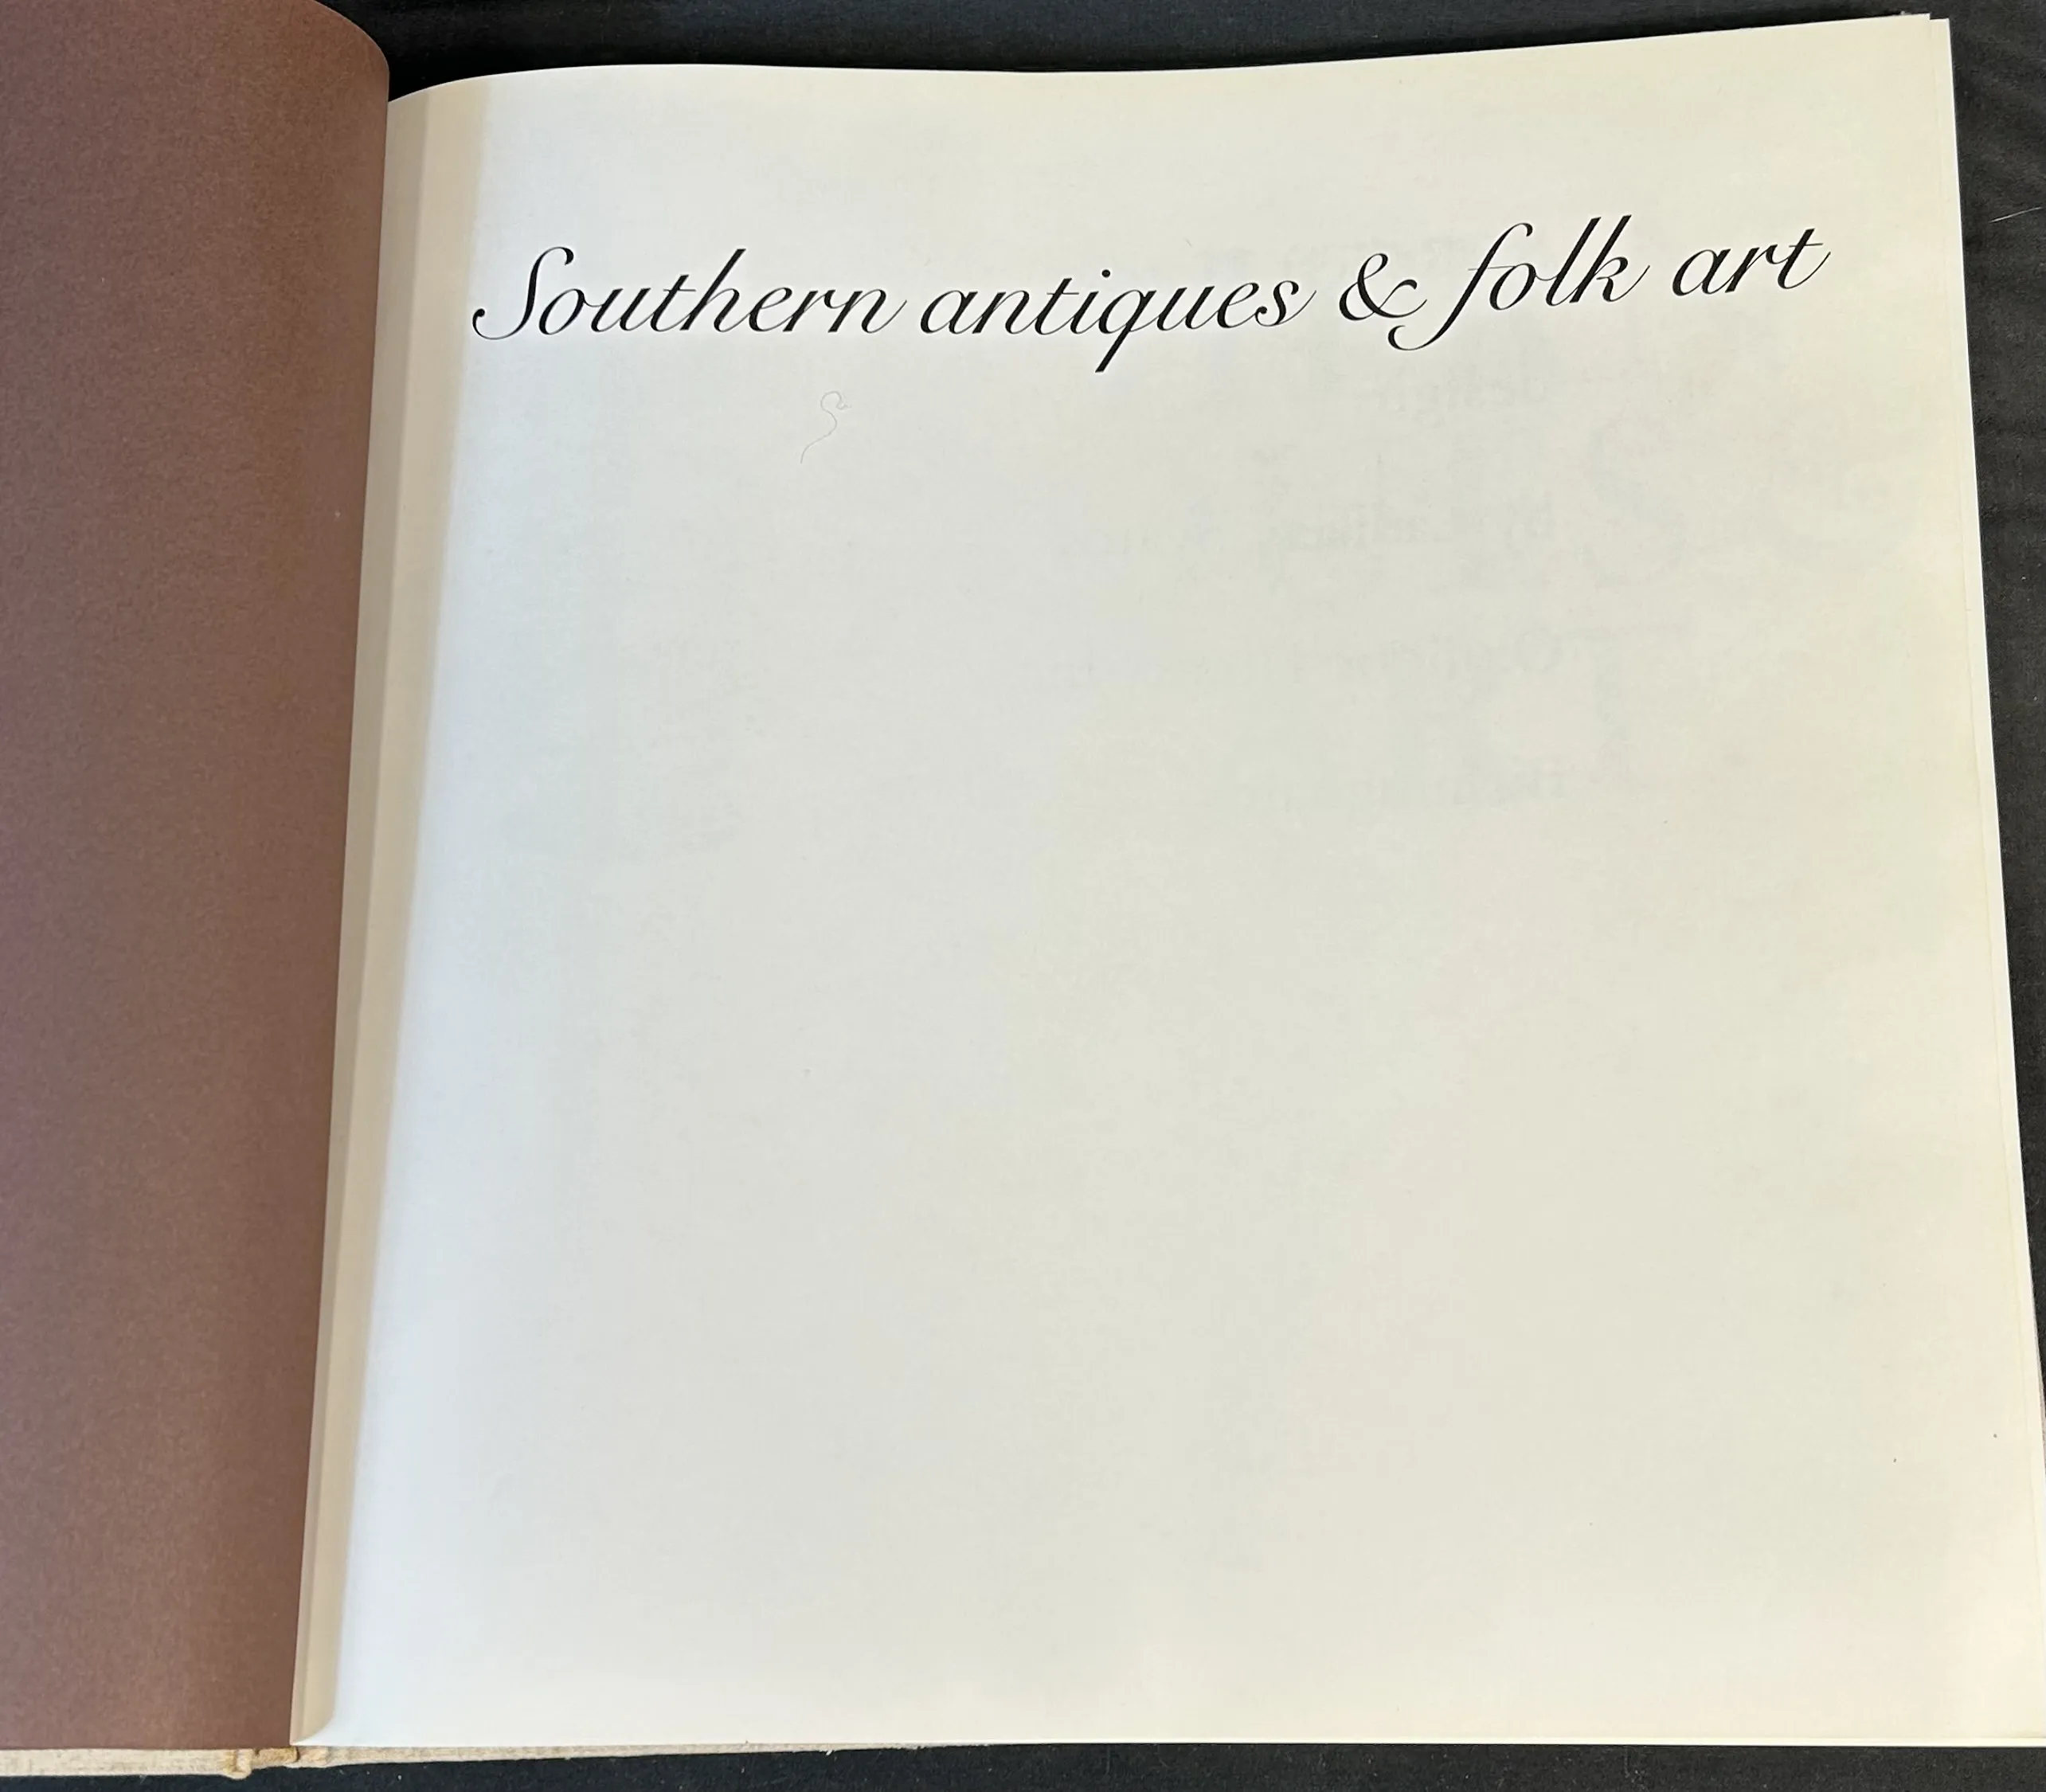 Southern antiques & folk art